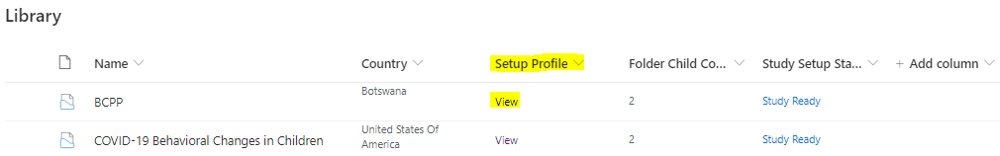 Library
Name Country Setup Profile Folder Child Co... Study Setup Sta... + Add column
BCPP Botswana View 2 Study Ready
COVID-19 Behavioral Changes in Children United States Of America View 2 Study Ready